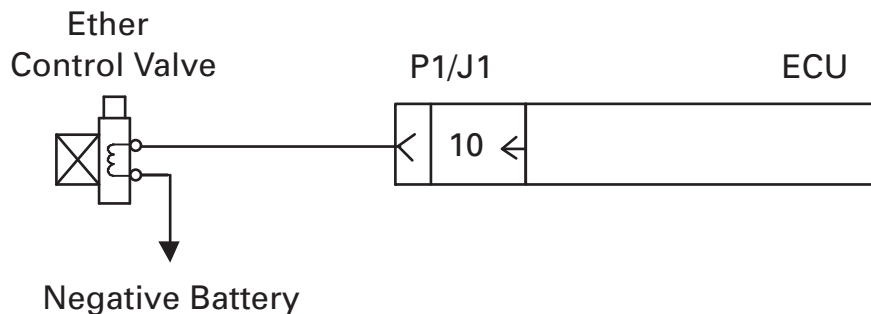 Ether
Control Valve
P1/J1
ECU
10
Negative Battery